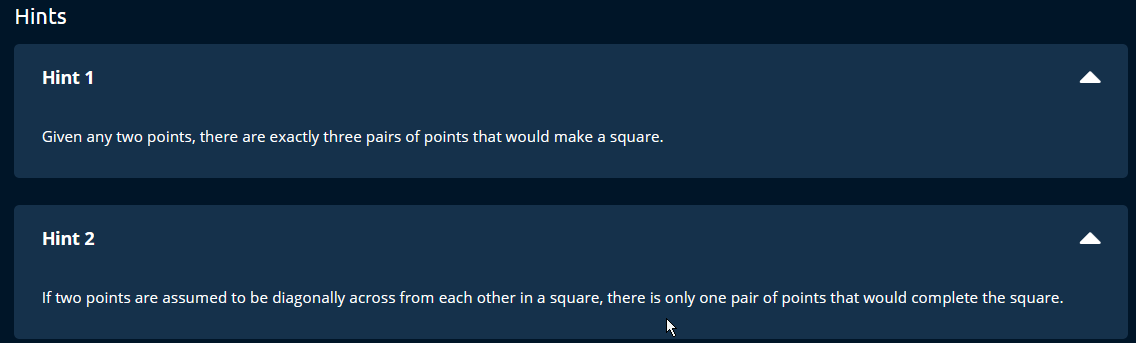 Hints
Hint 1
Given any two points, there are exactly three pairs of points that would make a square.
Hint 2
If two points are assumed to be diagonally across from each other in a square, there is only one pair of points that would complete the square.